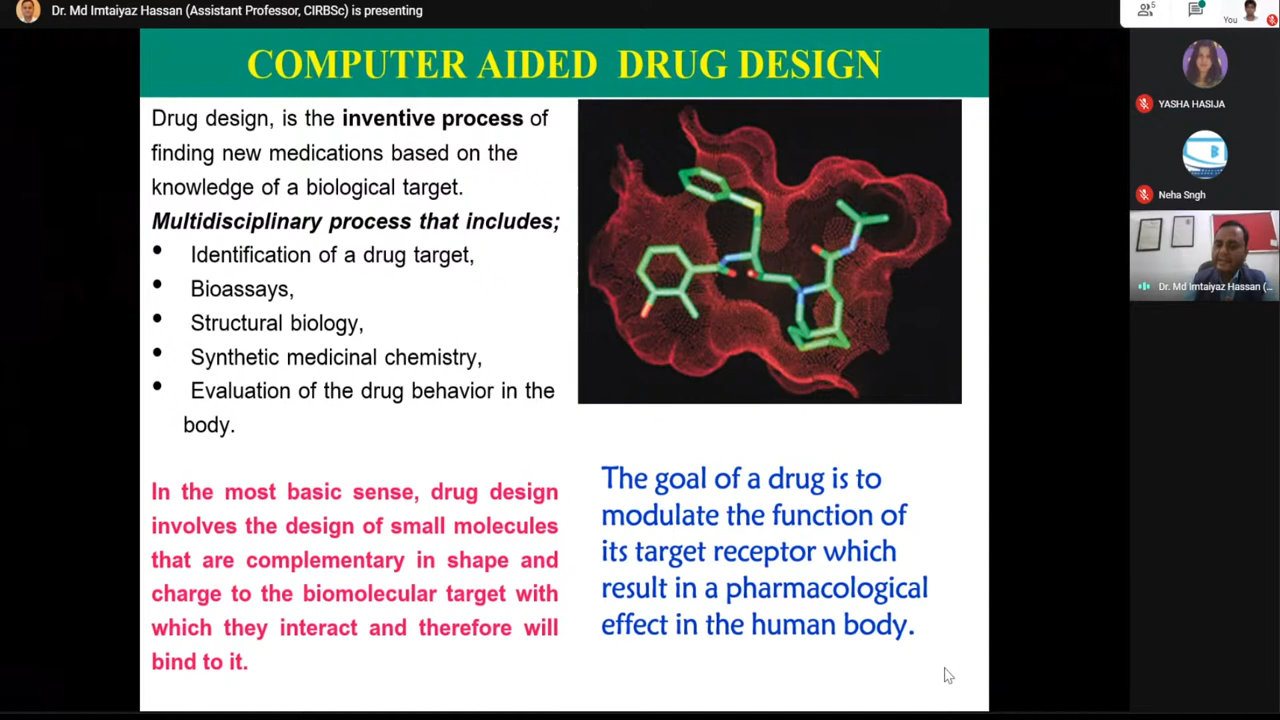 Dr. Md Imtaiyaz Hassan (Assistant Professor, CIRBSc) is presenting
5
You
COMPUTER AIDED DRUG DESIGN
Drug design, is the inventive process of
finding new medications based on the
knowledge of a biological target.
Multidisciplinary process that includes;
• Identification of a drug target,
• Bioassays,
• Structural biology,
• Synthetic medicinal chemistry,
• Evaluation of the drug behavior in the
body.
In the most basic sense, drug design
involves the design of small molecules
that are complementary in shape and
charge to the biomolecular target with
which they interact and therefore will
bind to it.
The goal of a drug is to
modulate the function of
its target receptor which
result in a pharmacological
effect in the human body.
YASHA HASIJA
Neha Sngh
Dr. Md Imtaiyaz Hassan (...